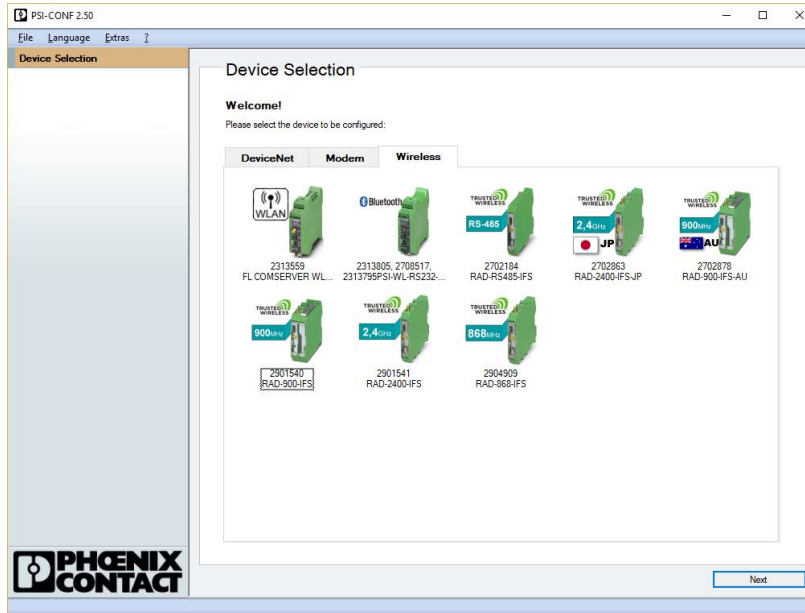 PSI-CONF 2.50
File Language Extras ?
Device Selection
Device Selection
Welcome!
Please select the device to be configured:
DeviceNet Modem Wireless
WLAN
2313559
FL COMSERVER WL...
Bluetooth
2313805, 2708517,
2313795PSI-WL-RS232-...
TRUSTED
WIRELESS
RS-485
2702184
RAD-RS485-IFS
TRUSTED
WIRELESS
2,4GHz
JP
2702863
RAD-2400-IFS-JP
TRUSTED
WIRELESS
900MHz
AU
2702878
RAD-900-IFS-AU
TRUSTED
WIRELESS
900MHz
2901540
RAD-900-IFS
TRUSTED
WIRELESS
2,4GHz
2901541
RAD-2400-IFS
TRUSTED
WIRELESS
868MHz
2904909
RAD-868-IFS
PHŒNIX
CONTACT
Next